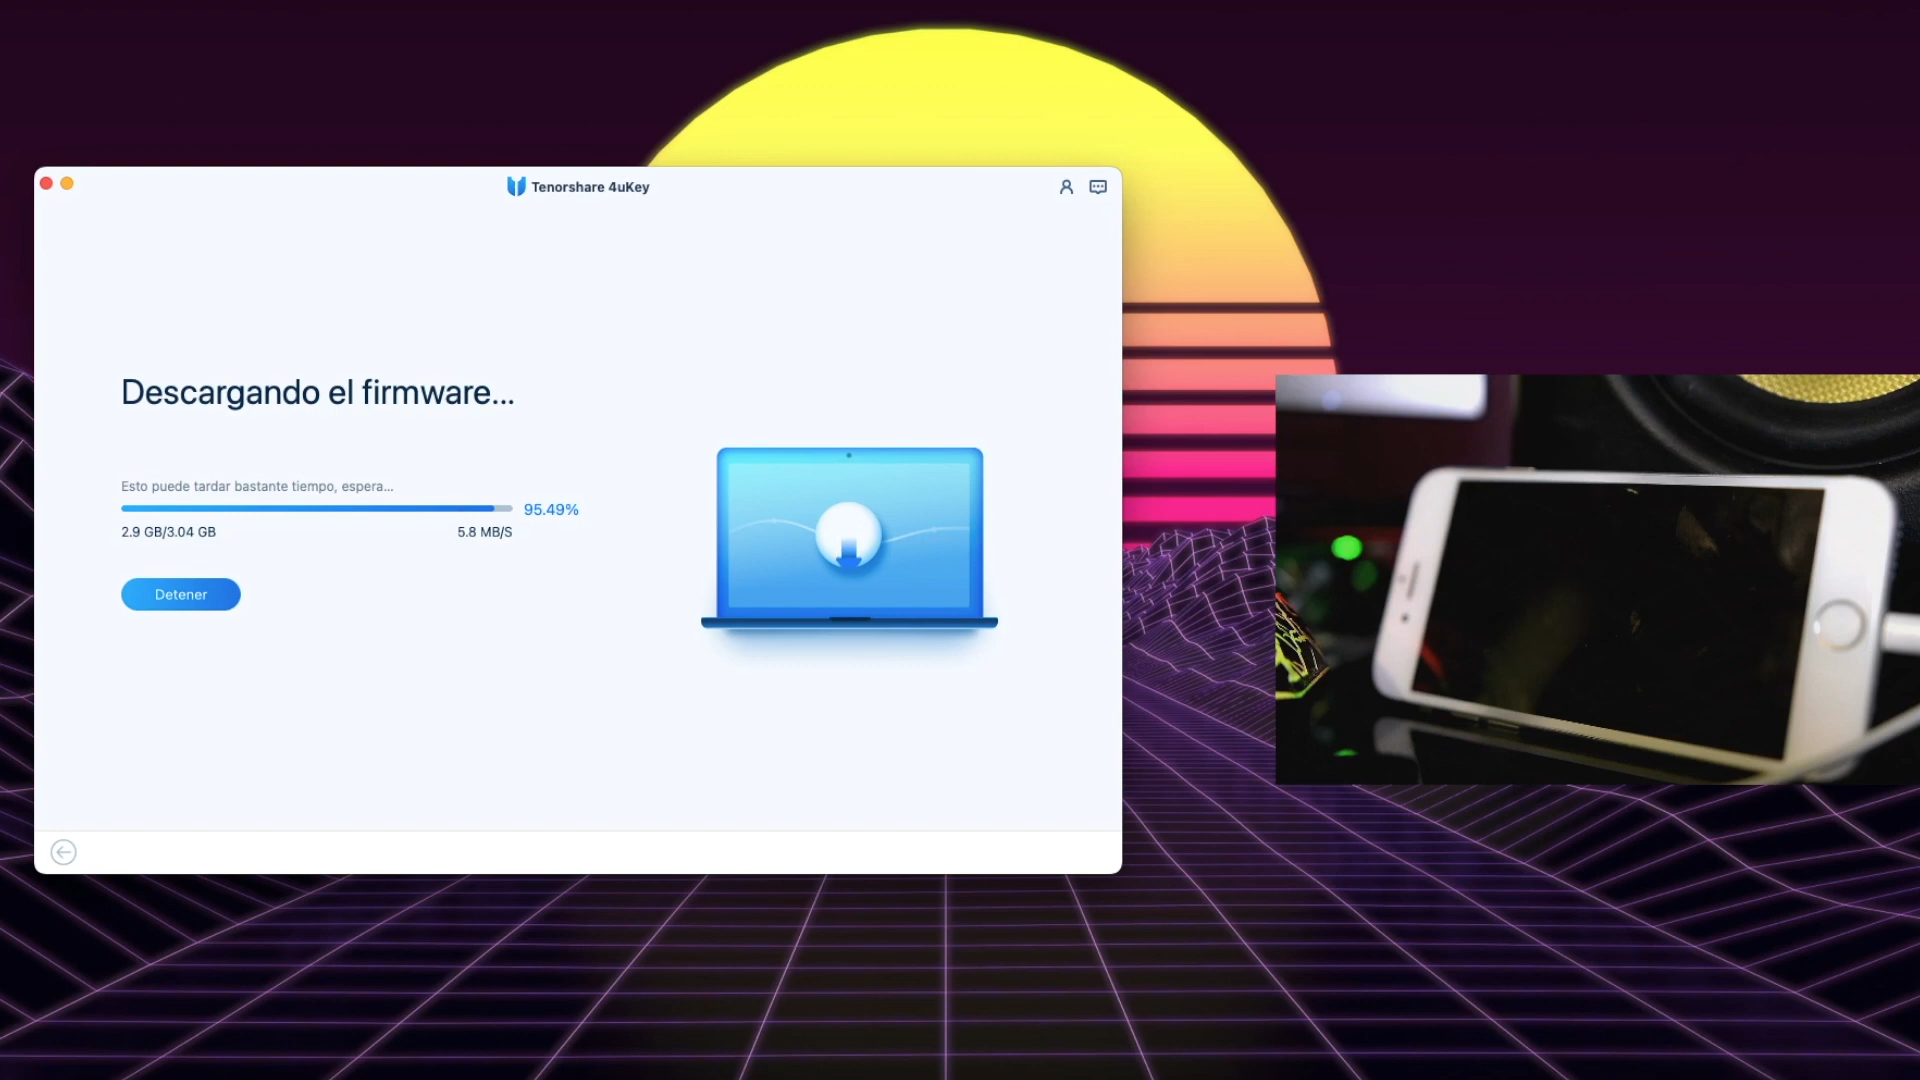 Tenorshare 4uKey
Descargando el firmware...
Esto puede tardar bastante tiempo, espera...
95.49%
2.9 GB/3.04 GB
5.8 MB/S
Detener